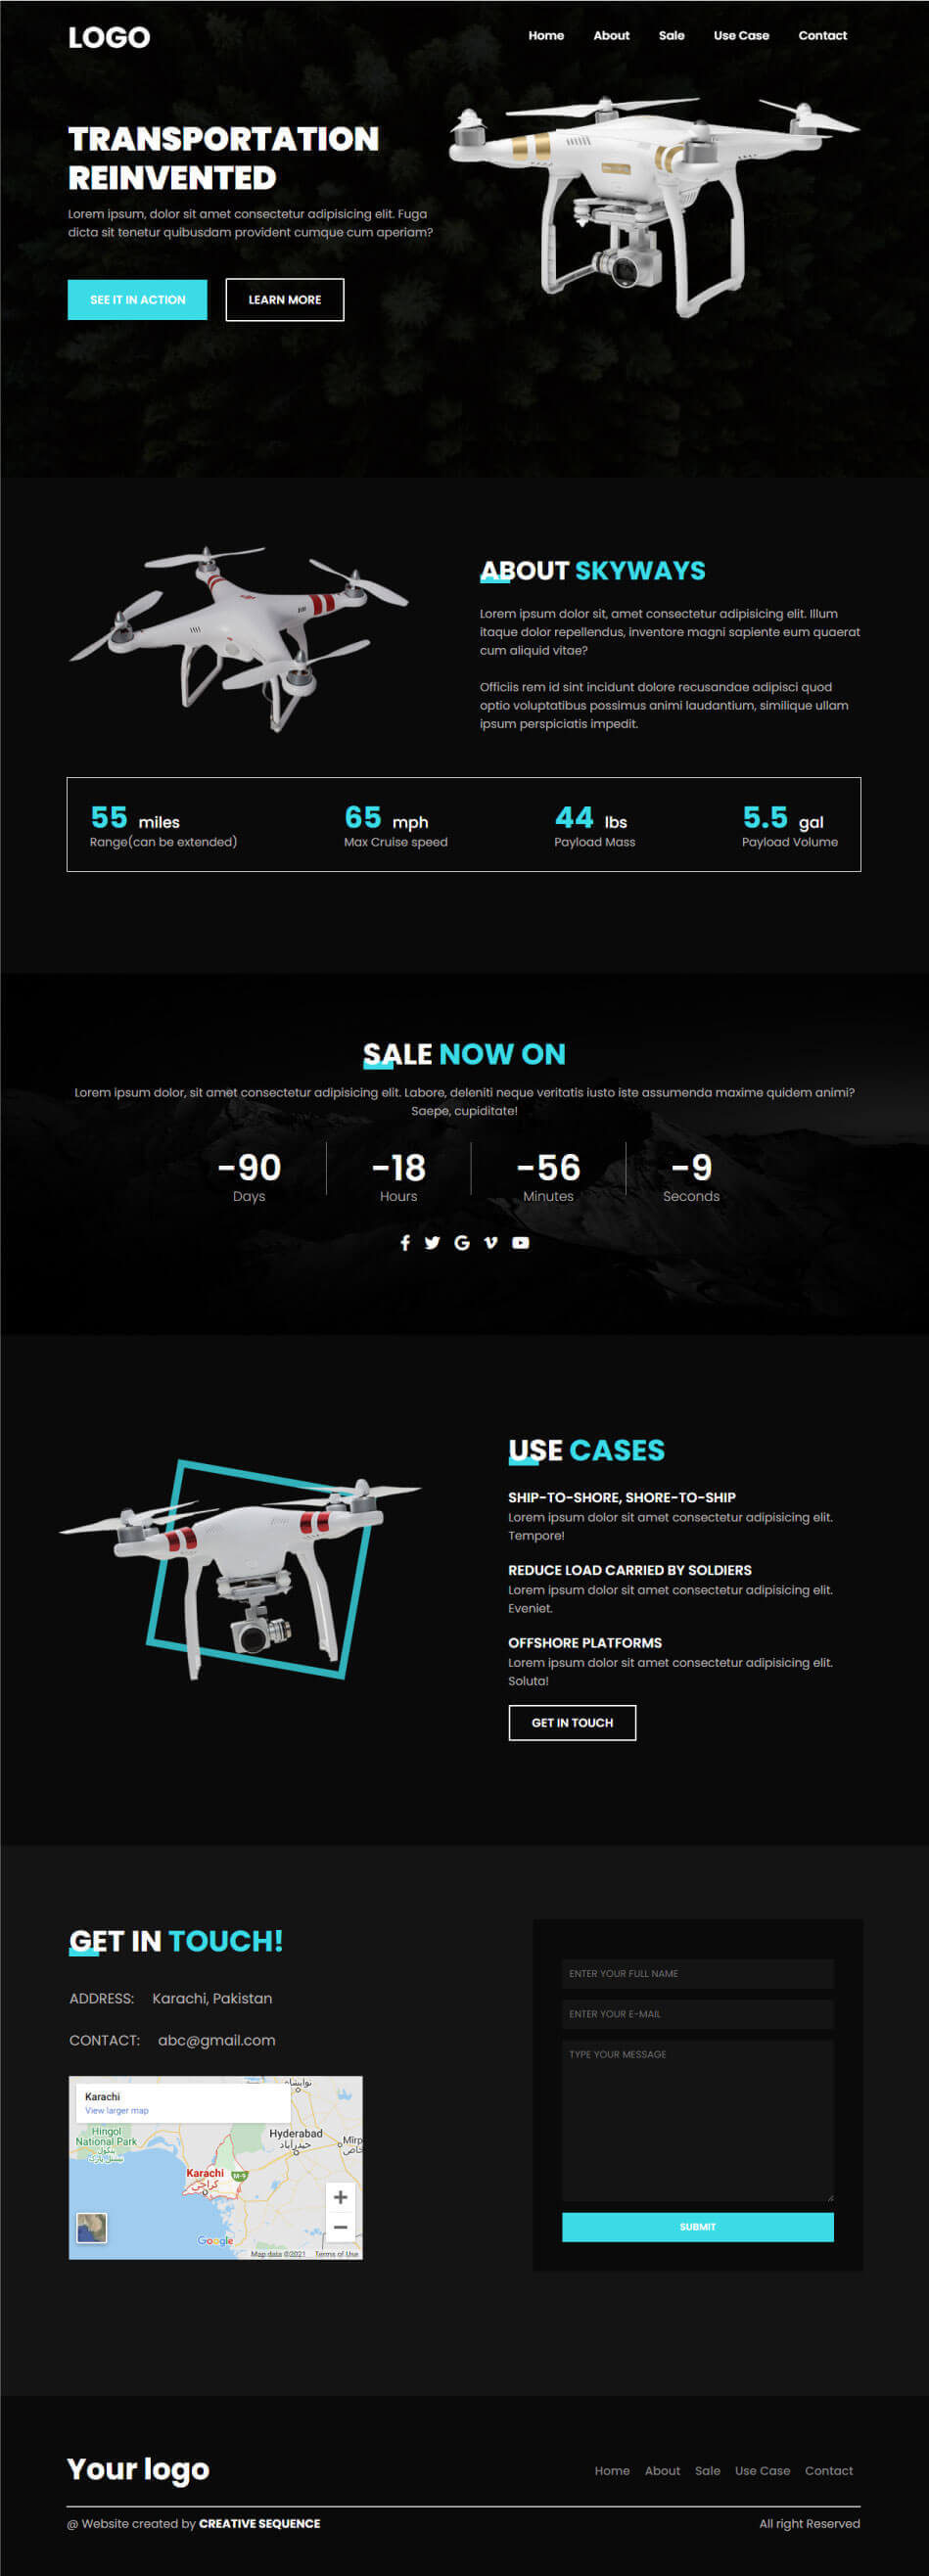 LOGO
Home About Sale Use Case Contact
TRANSPORTATION
REINVENTED
Lorem ipsum, dolor sit amet consectetur adipisicing elit. Fuga
dicta sit tenetur quibusdam provident cumque cum aperiam?
SEE IT IN ACTION LEARN MORE
ABOUT SKYWAYS
Lorem ipsum dolor sit, amet consectetur adipisicing elit. Illum
itaque dolor repellendus, inventore magni sapiente eum quaerat
cum aliquid vitae?
Officiis rem id sint incidunt dolore recusandae adipisci quod
optio voluptatibus possimus animi laudantium, similique ullam
ipsum perspiciatis impedit.
55 miles 65 mph 44 lbs 5.5 gal
Range(can be extended) Max Cruise speed Payload Mass Payload Volume
SALE NOW ON
Lorem ipsum dolor, sit amet consectetur adipisicing elit. Labore, deleniti neque veritatis iusto iste assumenda maxime quidem animi?
Saepe, cupiditate!
-90 -18 -56 -9
Days Hours Minutes Seconds
USE CASES
SHIP-TO-SHORE, SHORE-TO-SHIP
Lorem ipsum dolor sit amet consectetur adipisicing elit.
Tempore!
REDUCE LOAD CARRIED BY SOLDIERS
Lorem ipsum dolor sit amet consectetur adipisicing elit.
Eveniet.
OFFSHORE PLATFORMS
Lorem ipsum dolor sit amet consectetur adipisicing elit.
Soluta!
GET IN TOUCH
GET IN TOUCH!
ADDRESS: Karachi, Pakistan
CONTACT: abc@gmail.com
Karachi
View larger map
نوابشاہ
Hingol
National Park
Hyderabad
حیدرآباد
Mirp
Karachi
كراچی
M-9
Google
Map data ©2021 Terms of Use
ENTER YOUR FULL NAME
ENTER YOUR E-MAIL
TYPE YOUR MESSAGE
SUBMIT
Your logo
Home About Sale Use Case Contact
@ Website created by CREATIVE SEQUENCE
All right Reserved